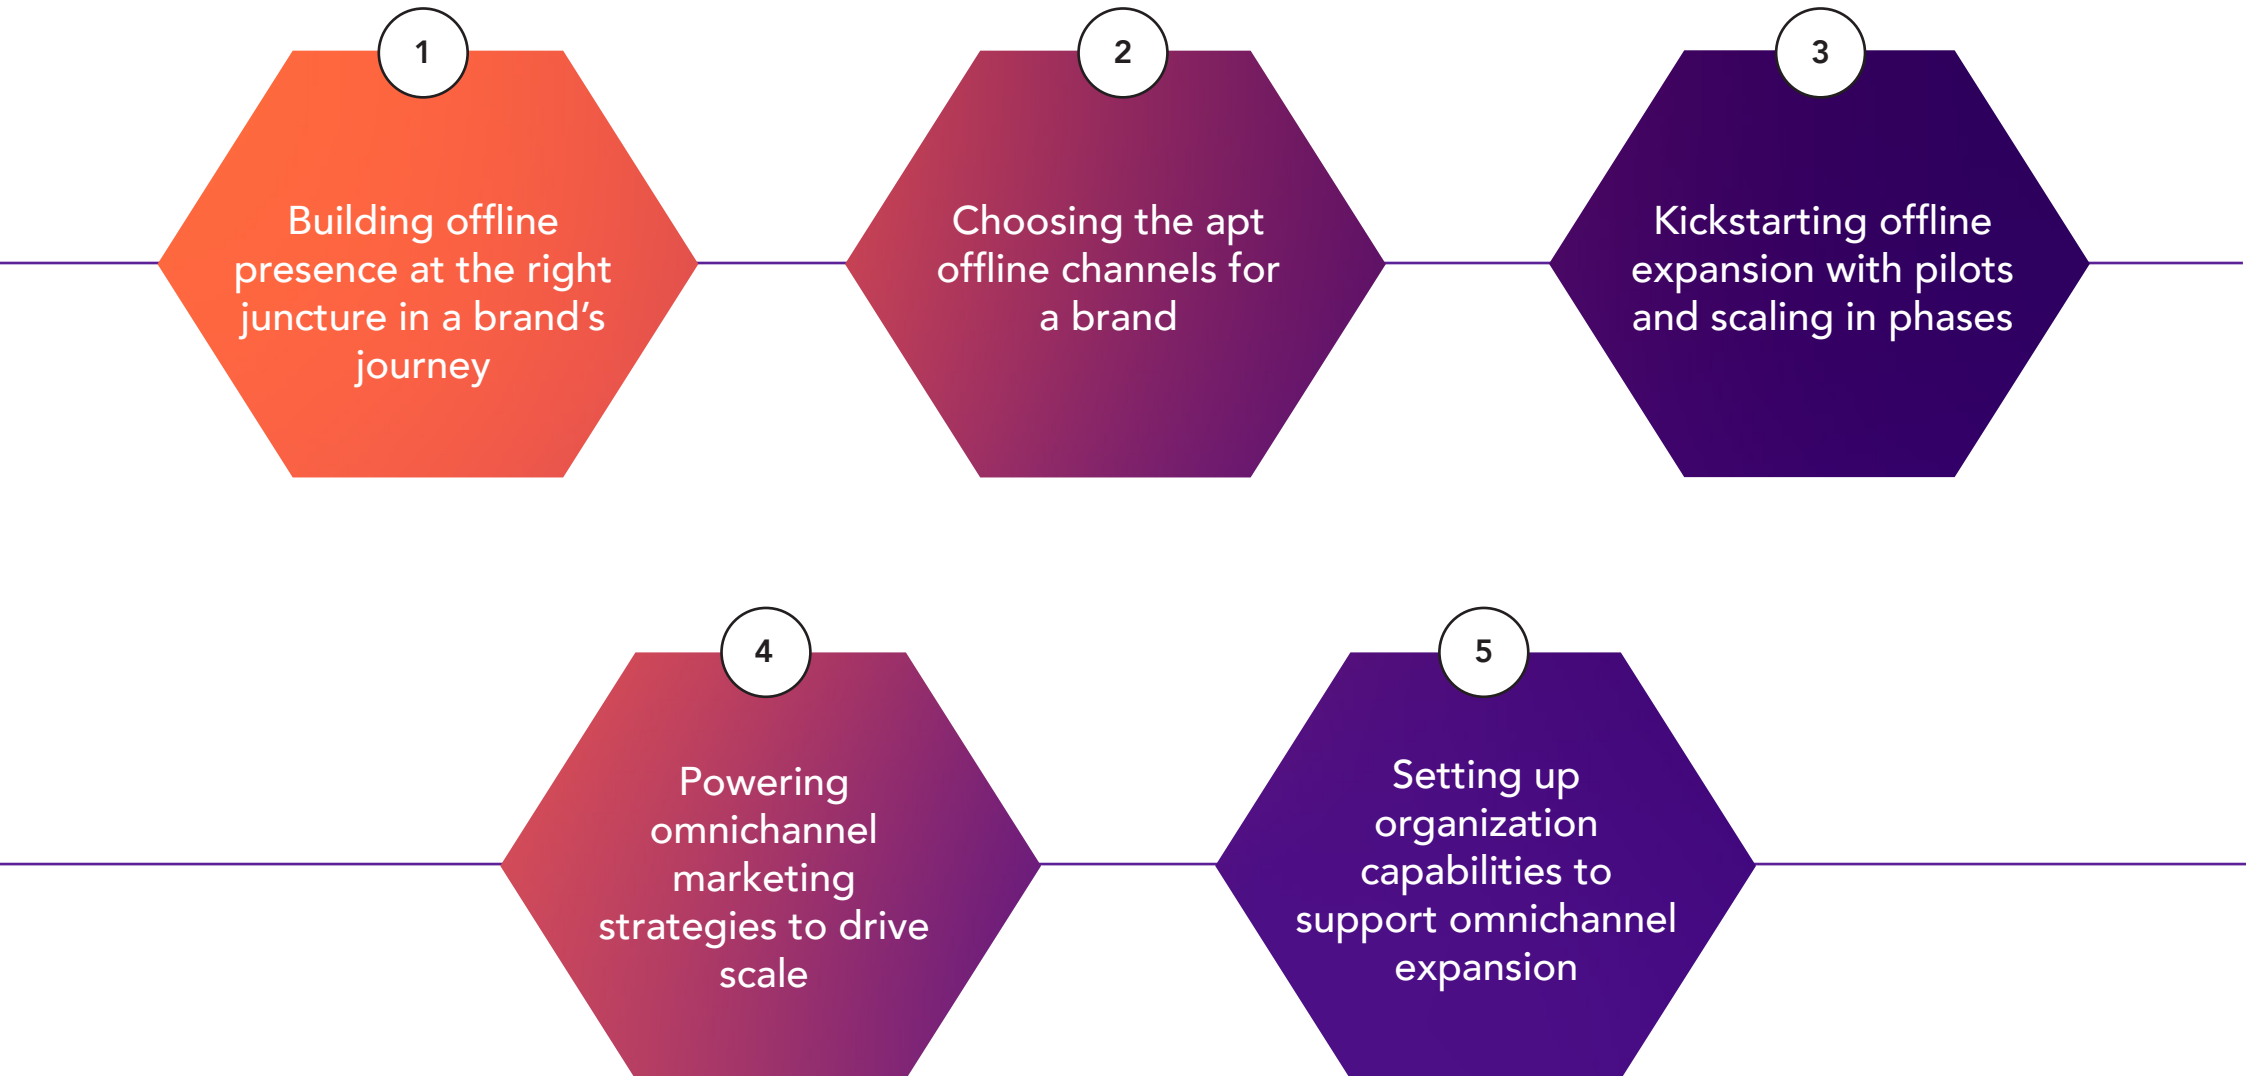 1
Building offline
presence at the right
juncture in a brand’s
journey
2
Choosing the apt
offline channels for
a brand
3
Kickstarting offline
expansion with pilots
and scaling in phases
4
Powering
omnichannel
marketing
strategies to drive
scale
5
Setting up
organization
capabilities to
support omnichannel
expansion